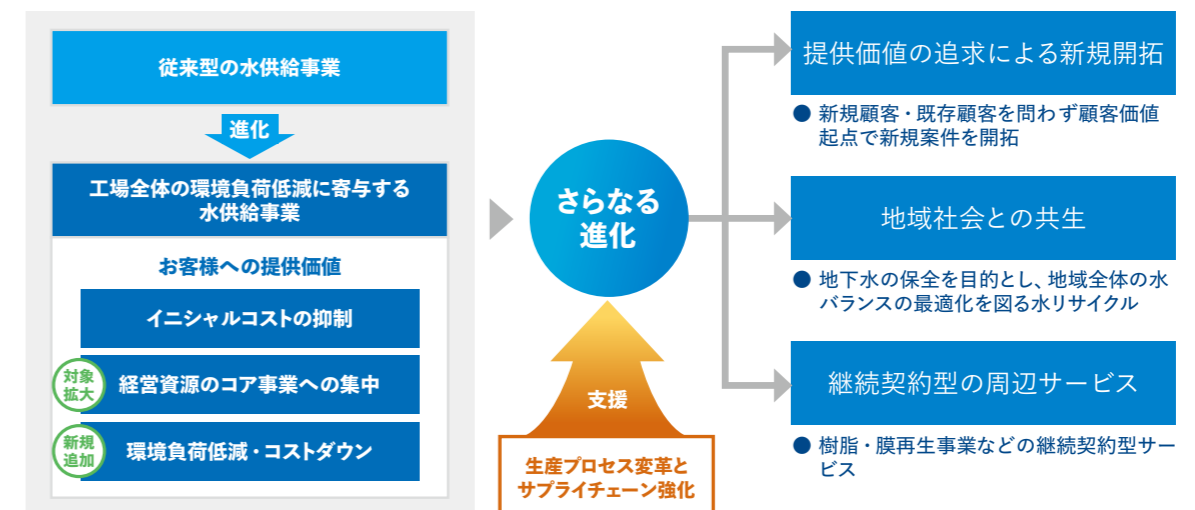 従来型の水供給事業
進化
工場全体の環境負荷低減に寄与する
水供給事業
お客様への提供価値
イニシャルコストの抑制
対象
拡大
経営資源のコア事業への集中
新規
追加
環境負荷低減・コストダウン
さらなる
進化
支援
生産プロセス変革と
サプライチェーン強化
提供価値の追求による新規開拓
● 新規顧客・既存顧客を問わず顧客価値
起点で新規案件を開拓
地域社会との共生
● 地下水の保全を目的とし、地域全体の水
バランスの最適化を図る水リサイクル
継続契約型の周辺サービス
● 樹脂・膜再生事業などの継続契約型サー
ビス